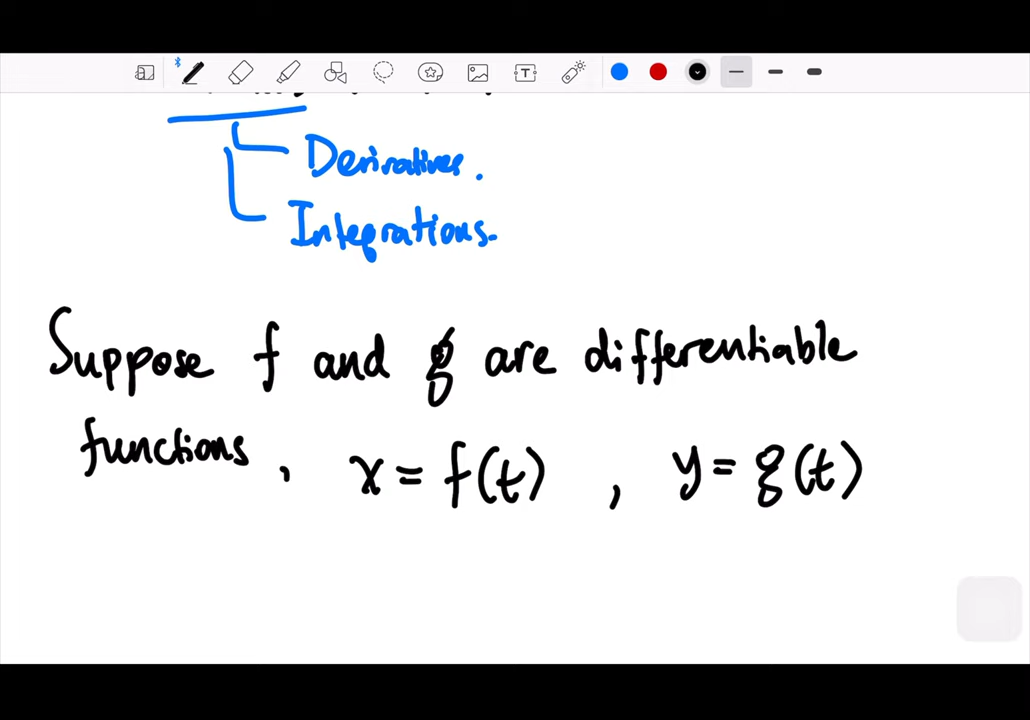 Derivatives.
Integrations.
Suppose f and g are differentiable
functions, x = f(t), y = g(t)